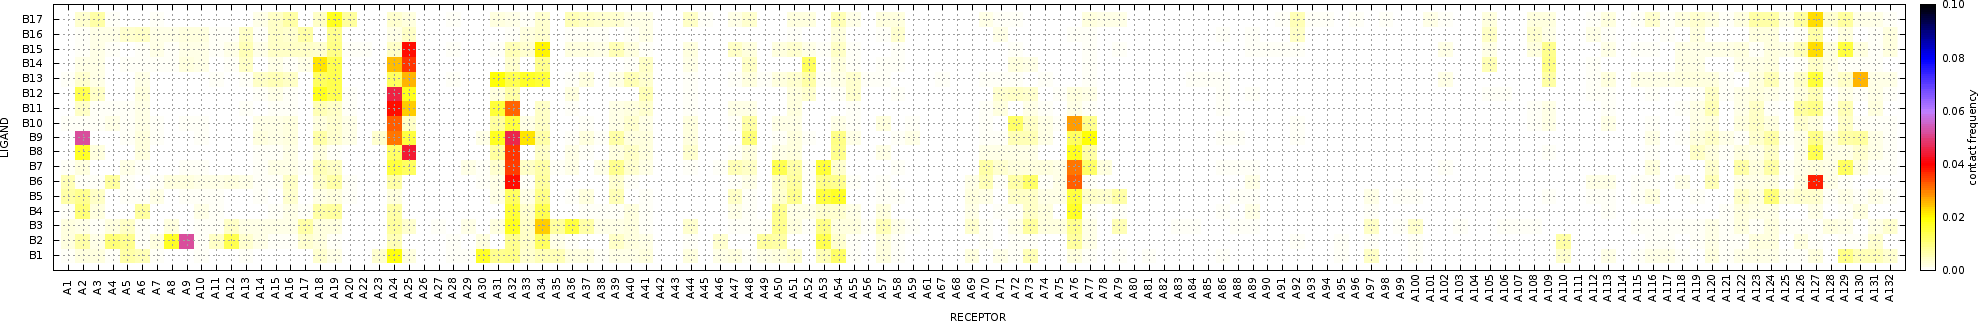 B17
B16
B15
B14
B13
B12
B11
B10
B9
B8
B7
B6
B5
B4
B3
B2
B1
LIGAND
A1 A2 A3 A4 A5 A6 A7 A8 A9 A10 A11 A12 A13 A14 A15 A16 A17 A18 A19 A20 A22 A23 A24 A25 A26 A27 A28 A29 A30 A31 A32 A33 A34 A35 A36 A37 A38 A39 A40 A41 A42 A43 A44 A45 A46 A47 A48 A49 A50 A51 A52 A53 A54 A55 A56 A57 A58 A59 A61 A67 A68 A69 A70 A71 A72 A73 A74 A75 A76 A77 A78 A79 A80 A81 A82 A83 A84 A85 A86 A88 A89 A90 A91 A92 A93 A94 A95 A96 A97 A98 A99 A100 A101 A102 A103 A104 A105 A106 A107 A108 A109 A110 A111 A112 A113 A114 A115 A116 A117 A118 A119 A120 A121 A122 A123 A124 A125 A126 A127 A128 A129 A130 A131 A132
RECEPTOR
0.10
0.08
0.06
0.04
0.02
0.00
contact frequency